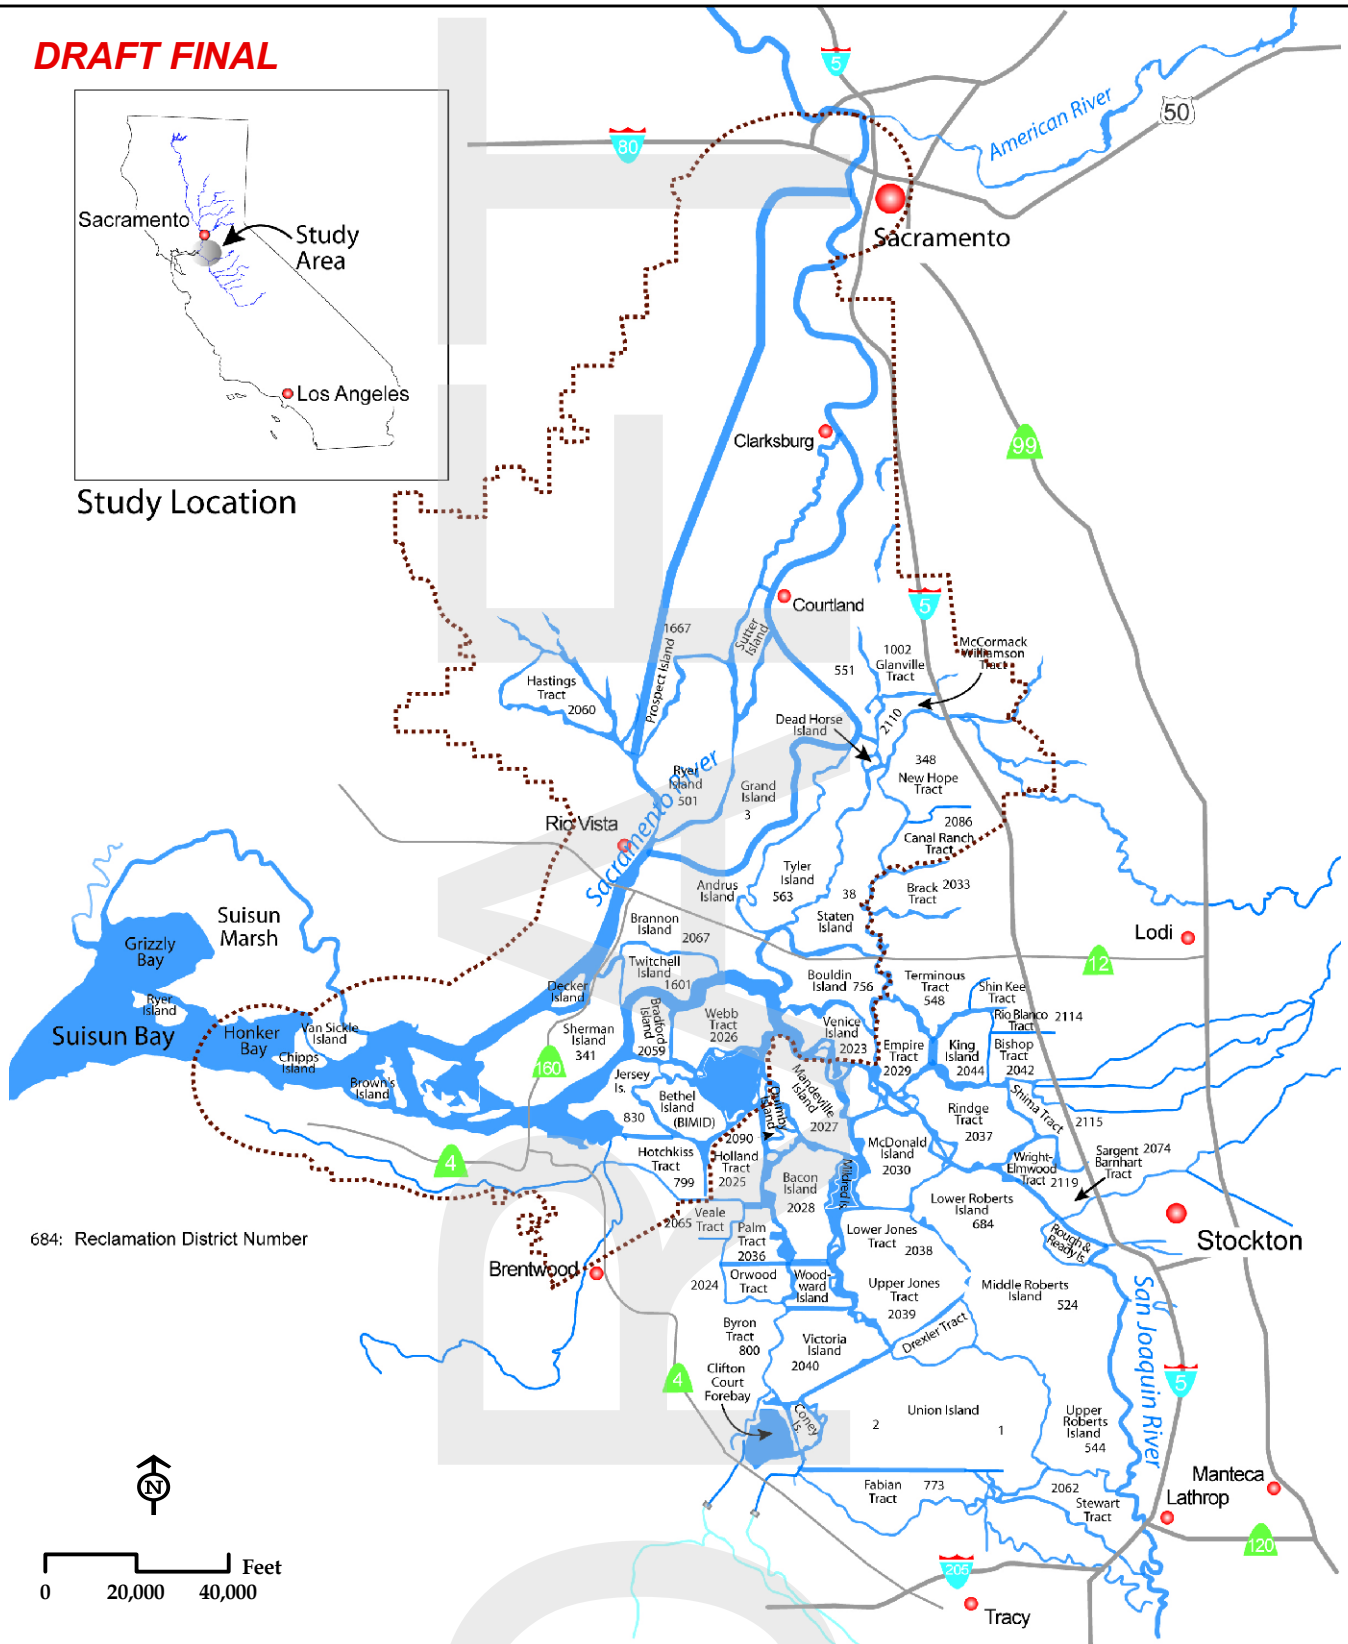 DRAFT FINAL
5
50
American River
80
Sacramento
Sacramento
Study
Area
Los Angeles
Study Location
Clarksburg
99
Courtland
5
1667
Sutter
Island
Prospect Island
551
1002
Glanville
Tract
McCormack
Williamson
Tract
Hastings
Tract
2060
Dead Horse
Island
2110
348
New Hope
Tract
Sacramento River
Ryer
Island
501
Grand
Island
3
2086
Canal Ranch
Tract
Rio Vista
Tyler
Island
563
Andrus
Island
38
Brack
Tract
2033
Staten
Island
Suisun
Marsh
Grizzly
Bay
Brannon
Island
2067
Lodi
12
Twitchell
Island
1601
Decker
Island
Bouldin
Island 756
Terminous
Tract
548
Shin Kee
Tract
Rio Blanco
Tract
2114
Ryer
Island
Suisun Bay
Honker
Bay
Van Sickle
Island
Chipps
Island
Brown's
Island
Sherman
Island
341
160
Bradford
Island
2059
Webb
Tract
2026
Venice
Island
2023
Empire
Tract
2029
King
Island
2044
Bishop
Tract
2042
Jersey
Is.
830
Bethel
Island
(BIMID)
Quimby
Island
Mandeville
Island
2027
Rindge
Tract
2037
Shima Tract
2115
2090
Holland
Tract
2025
Hotchkiss
Tract
799
4
McDonald
Island
2030
Mildred Is.
Bacon
Island
2028
Wright-
Elmwood
Tract 2119
Sargent
Barnhart
Tract
2074
Lower Roberts
Island
684
Stockton
Rough &
Ready Is.
684: Reclamation District Number
2065
Veale
Tract
Palm
Tract
2036
Lower Jones
Tract 2038
Brentwood
2024
Orwood
Tract
Wood-
ward
Island
Upper Jones
Tract
2039
Middle Roberts
Island
524
San Joaquin River
Byron
Tract
800
Victoria
Island
2040
Drexler Tract
Clifton
Court
Forebay
4
5
Coney
Is.
2
Union Island
1
Upper
Roberts
Island
544
N
Fabian
Tract
773
2062
Stewart
Tract
Manteca
Lathrop
120
Feet
0 20,000 40,000
205
Tracy
DRAFT